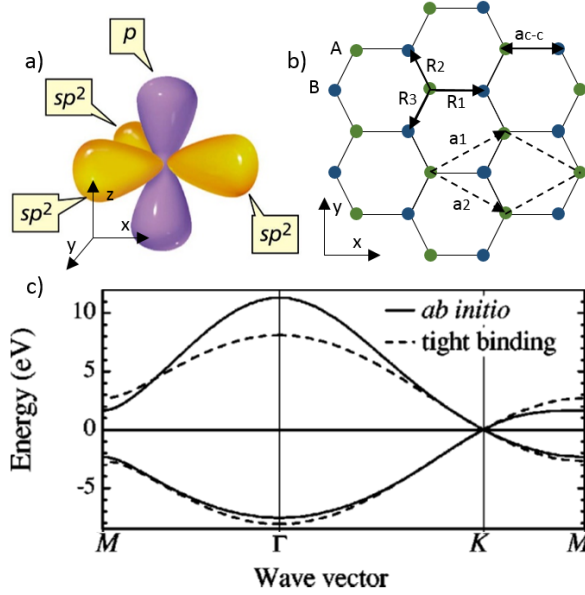 a)
p
sp²
sp²
sp²
z
x
y
b)
A
B
R2
R1
R3
aC-C
a1
a2
y
x
c)
Energy (eV)
10
5
0
-5
ab initio
tight binding
M Γ K M
Wave vector